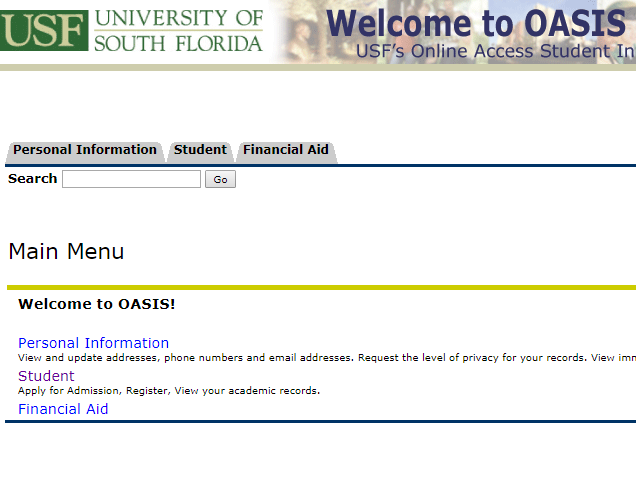 USF UNIVERSITY OF
SOUTH FLORIDA
Welcome to OASIS
USF's Online Access Student In
Personal Information Student Financial Aid
Search Go
Main Menu
Welcome to OASIS!
Personal Information
View and update addresses, phone numbers and email addresses. Request the level of privacy for your records. View imm
Student
Apply for Admission, Register, View your academic records.
Financial Aid